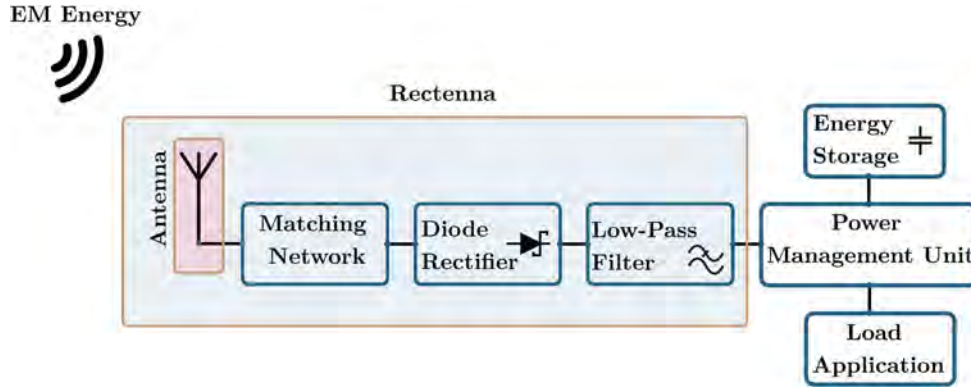 EM Energy
Rectenna
Antenna
Matching
Network
Diode
Rectifier
Low-Pass
Filter
Energy
Storage
Power
Management Unit
Load
Application